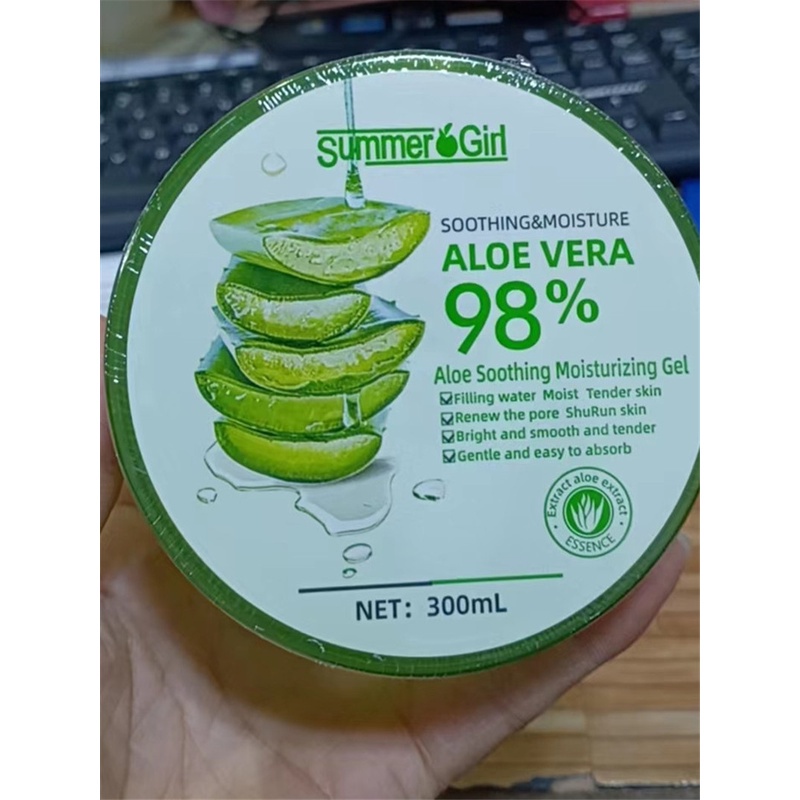 Summer Girl
SOOTHING&MOISTURE
ALOE VERA
98%
Aloe Soothing Moisturizing Gel
Filling water Moist Tender skin
Renew the pore ShuRun skin
Bright and smooth and tender
Gentle and easy to absorb
Extract aloe extract
ESSENCE
NET: 300mL